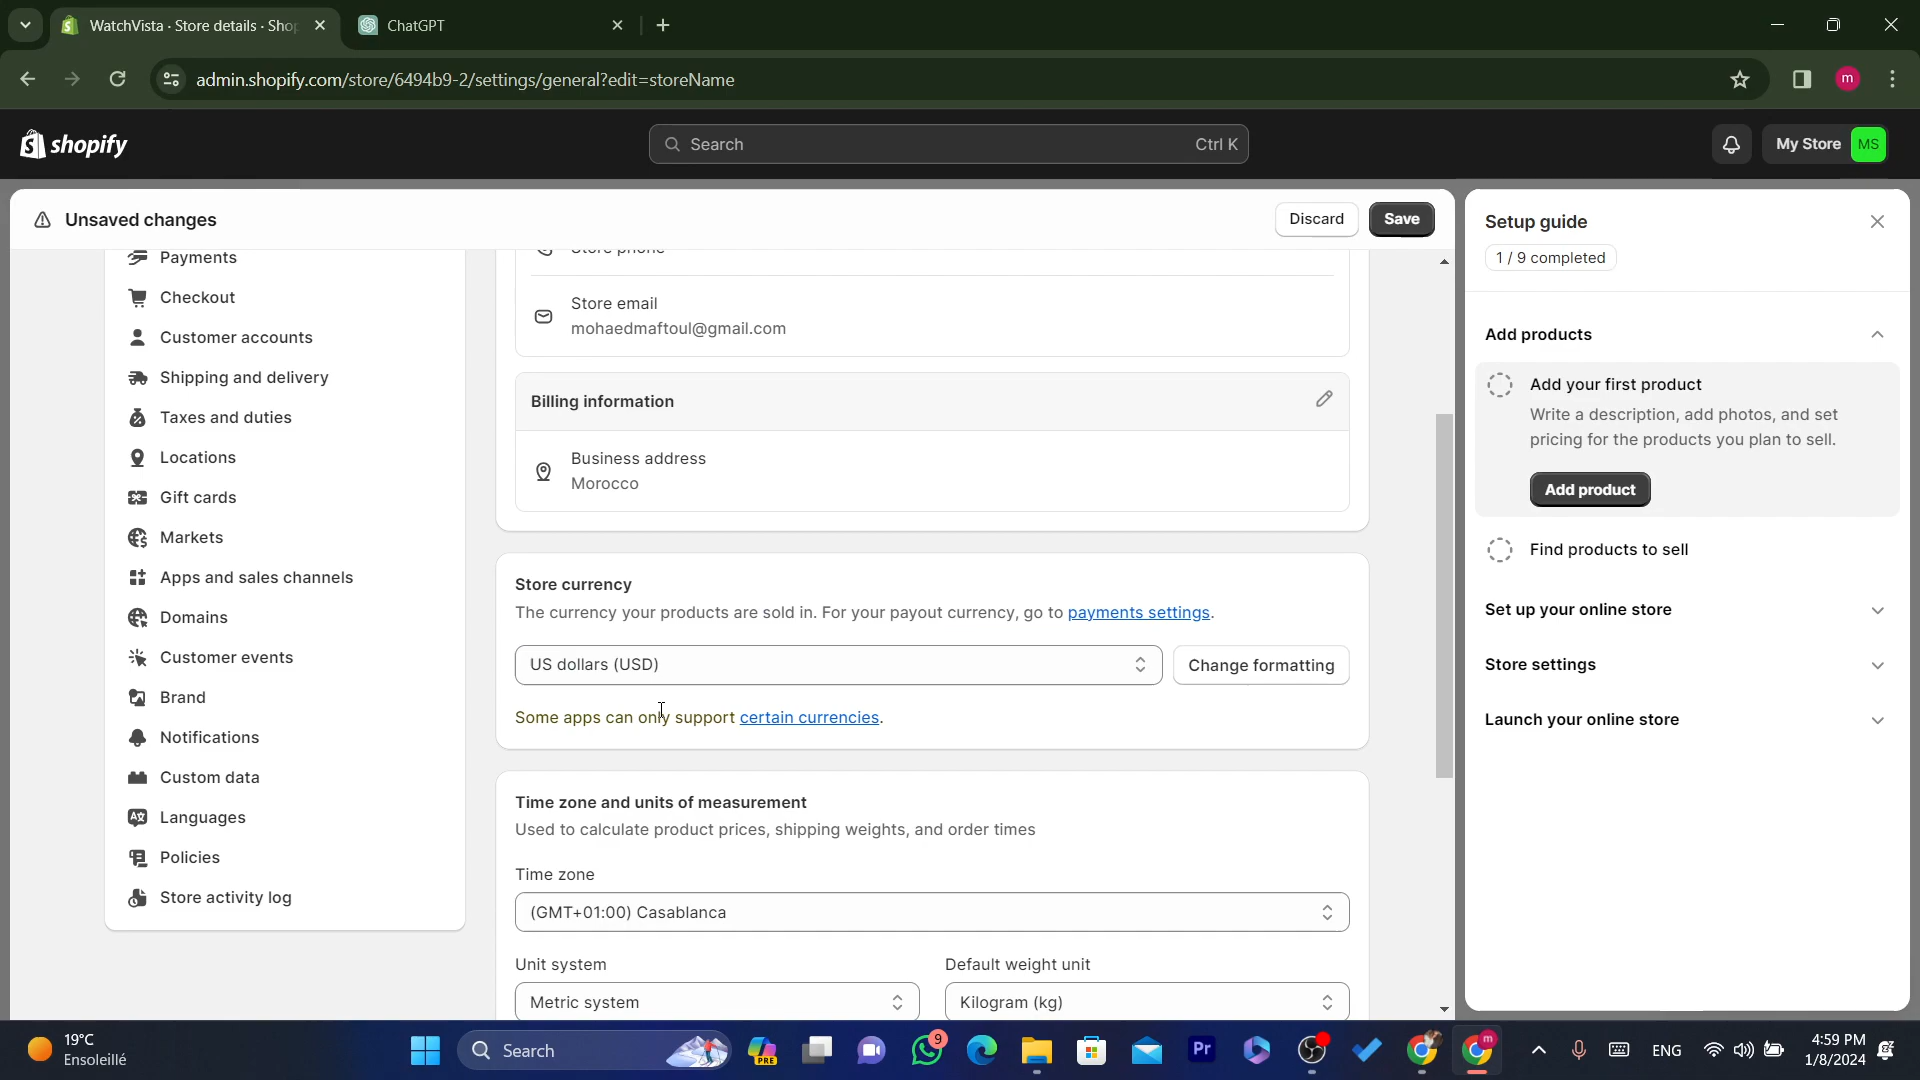 WatchVista · Store details · Shop
ChatGPT
admin.shopify.com/store/6494b9-2/settings/general?edit=storeName
m
shopify
Search
Ctrl K
My Store
MS
Unsaved changes
Discard
Save
Payments
Checkout
Customer accounts
Shipping and delivery
Taxes and duties
Locations
Gift cards
Markets
Apps and sales channels
Domains
Customer events
Brand
Notifications
Custom data
Languages
Policies
Store activity log
Store phone
Store email
mohaedmaftoul@gmail.com
Billing information
Business address
Morocco
Store currency
The currency your products are sold in. For your payout currency, go to payments settings.
US dollars (USD)
Change formatting
Some apps can only support certain currencies.
Time zone and units of measurement
Used to calculate product prices, shipping weights, and order times
Time zone
(GMT+01:00) Casablanca
Unit system
Default weight unit
Metric system
Kilogram (kg)
Setup guide
1 / 9 completed
Add products
Add your first product
Write a description, add photos, and set
pricing for the products you plan to sell.
Add product
Find products to sell
Set up your online store
Store settings
Launch your online store
19°C
Ensoleillé
Search
PRE
9
Pr
m
ENG
4:59 PM
1/8/2024